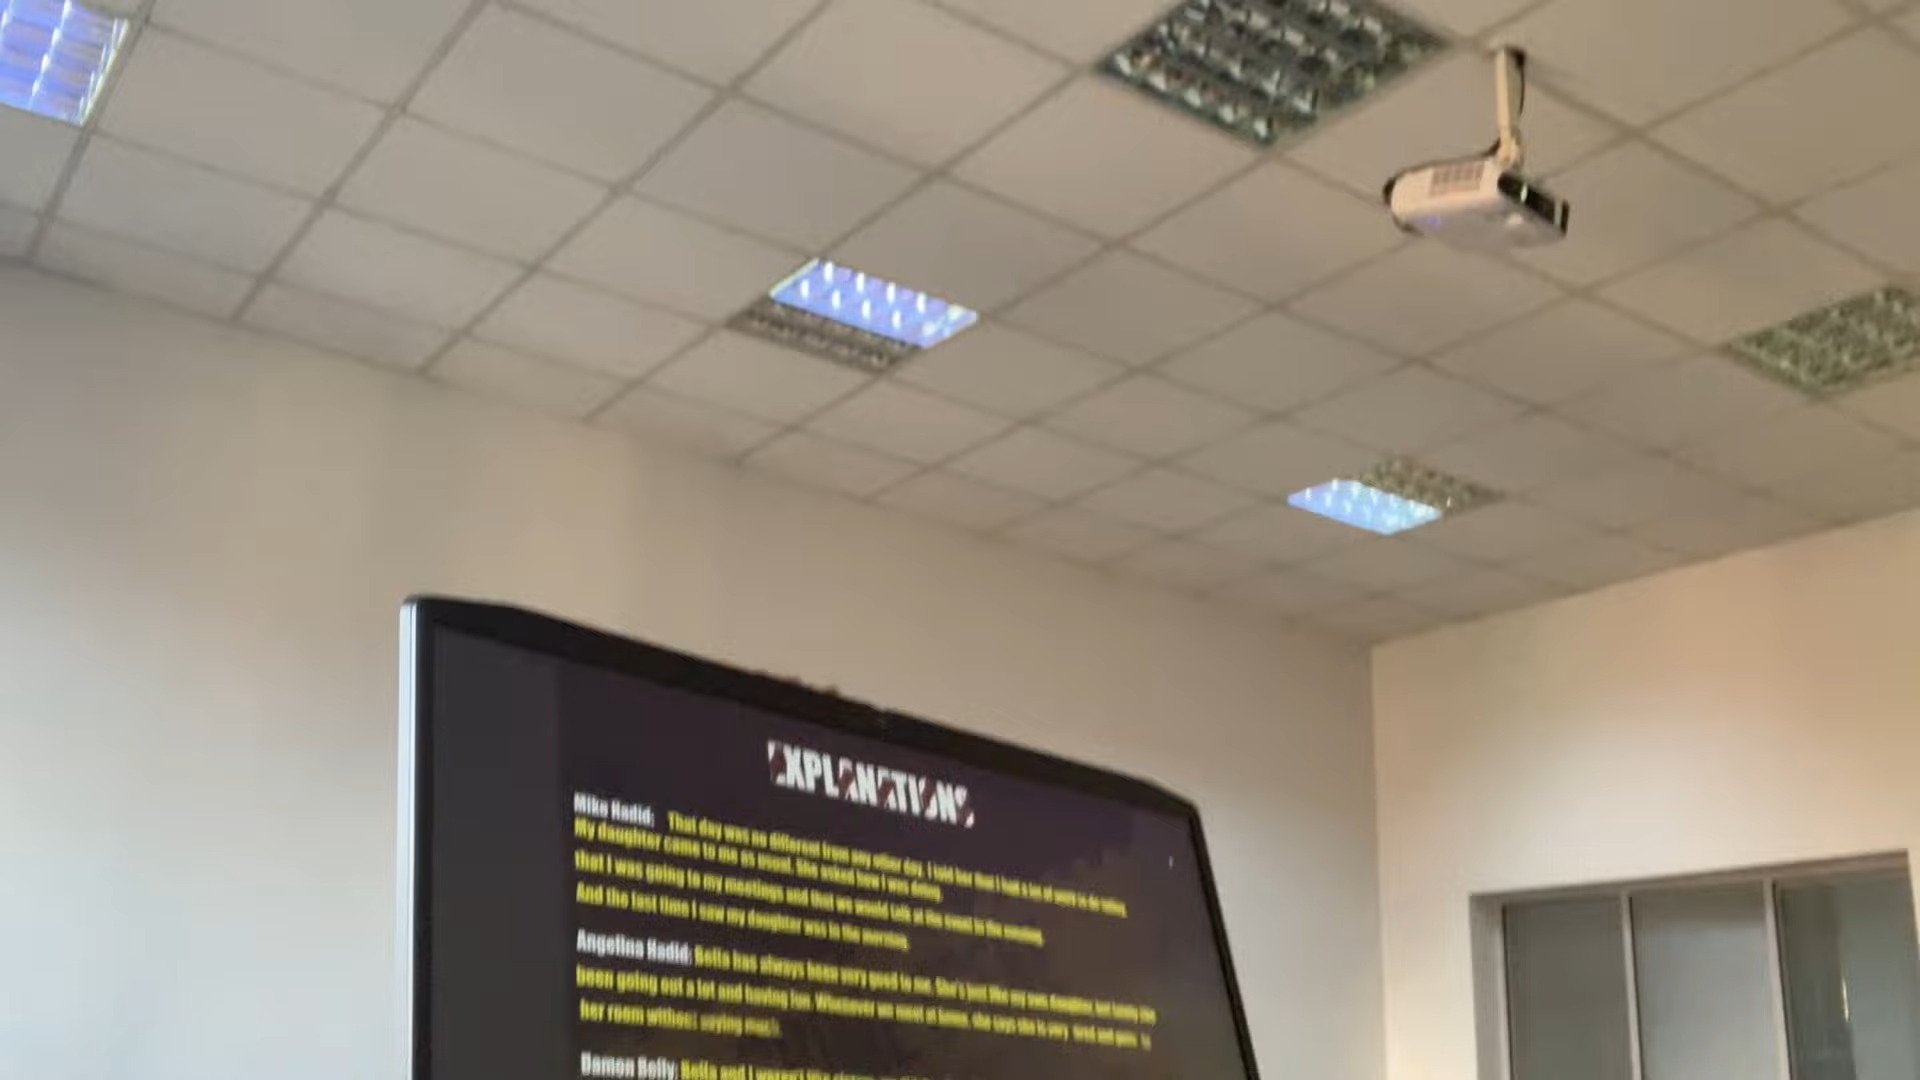 EXPLANATIONS
Mike Hadid: That day was no different from any other day. I told her that I had a lot of work to do today,
My daughter came to me as usual. She asked how I was doing.
that I was going to my meetings and that we would talk at the event in the evening.
And the last time I saw my daughter was in the morning.
Angelina Hadid: Bella has always been very good to me. She's just like my own daughter, but lately she
been going out a lot and having fun. Whenever we meet at home, she says she is very tired and goes to
her room without saying much.
Damon Belly: Bella and I weren't